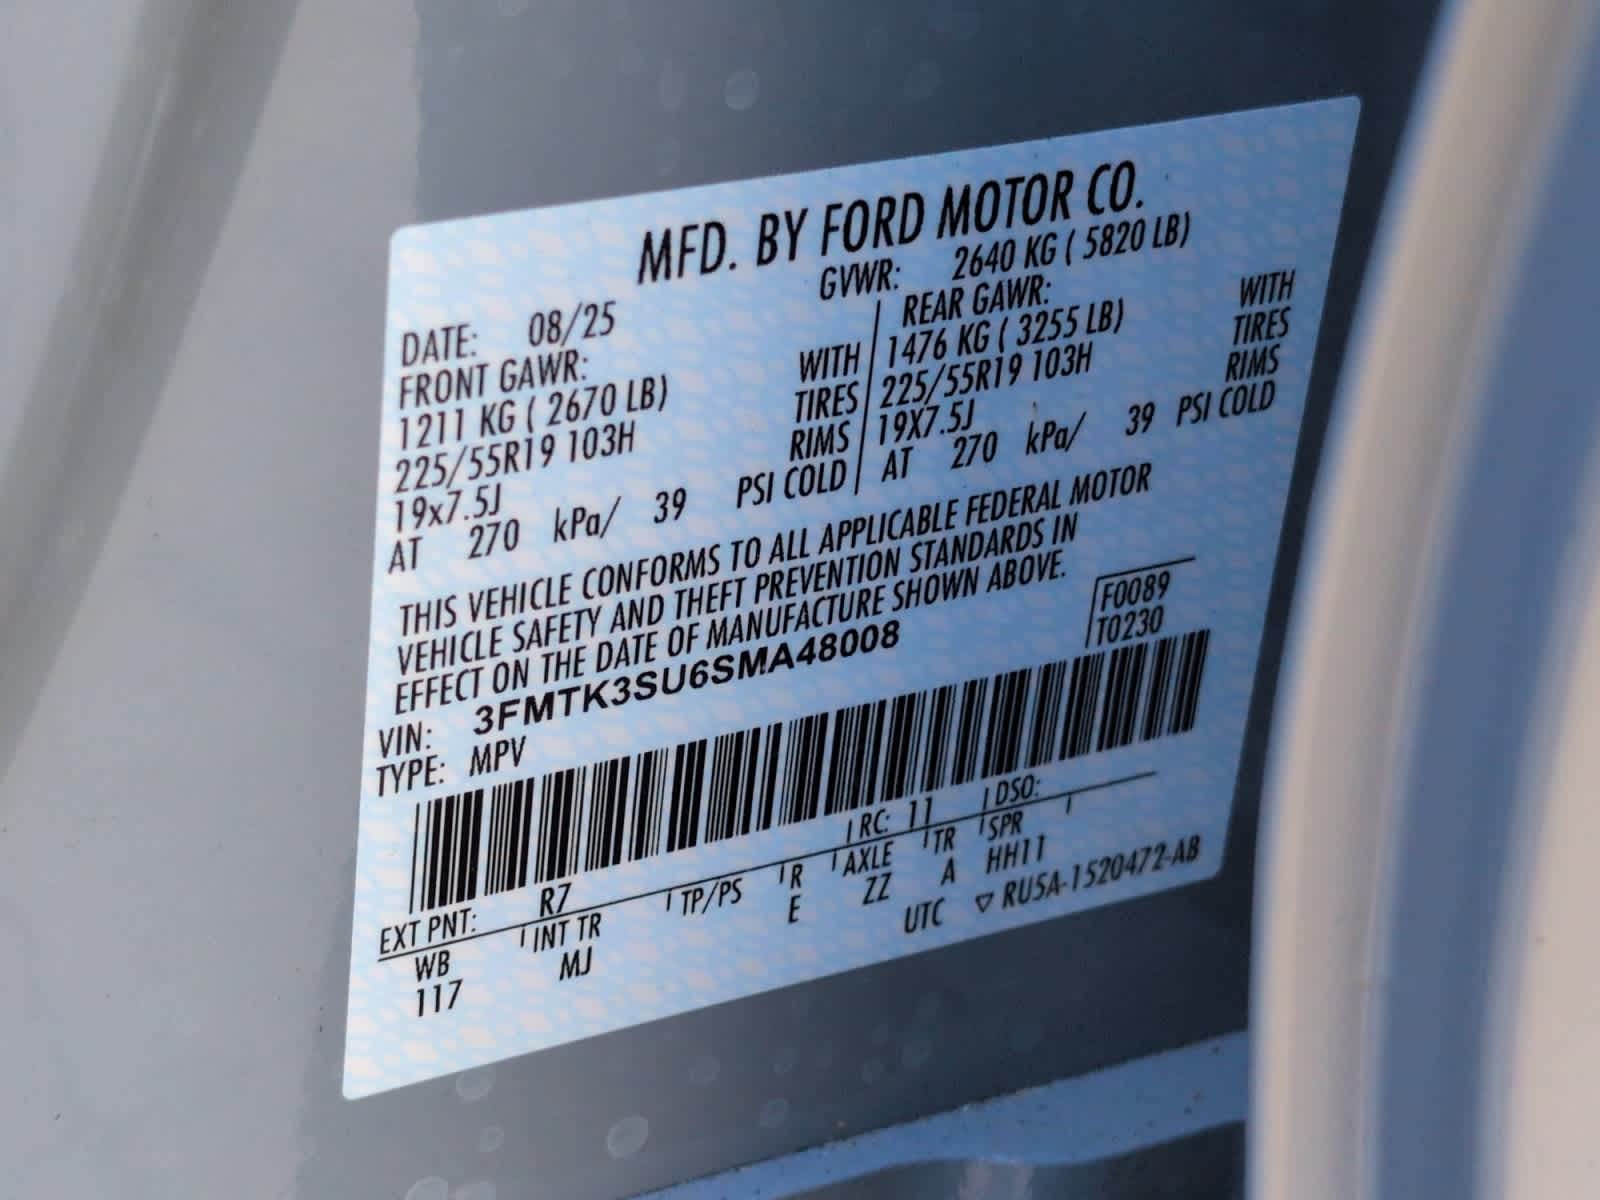 MFD. BY FORD MOTOR CO.
DATE: 08/25 GVWR: 2640 KG ( 5820 LB)
FRONT GAWR: REAR GAWR:
1211 KG ( 2670 LB) WITH 1476 KG ( 3255 LB) WITH
225/55R19 103H TIRES 225/55R19 103H TIRES
19x7.5J RIMS 19X7.5J RIMS
AT 270 kPa/ 39 PSI COLD AT 270 kPa/ 39 PSI COLD
THIS VEHICLE CONFORMS TO ALL APPLICABLE FEDERAL MOTOR
VEHICLE SAFETY AND THEFT PREVENTION STANDARDS IN
EFFECT ON THE DATE OF MANUFACTURE SHOWN ABOVE.
VIN: 3FMTK3SU6SMA48008 F0089
TYPE: MPV T0230
EXT PNT: R7 RC: 11 DSO:
WB INT TR TP/PS R AXLE TR SPR
117 MJ E ZZ A HH11
UTC ▽ RU5A-1520472-AB